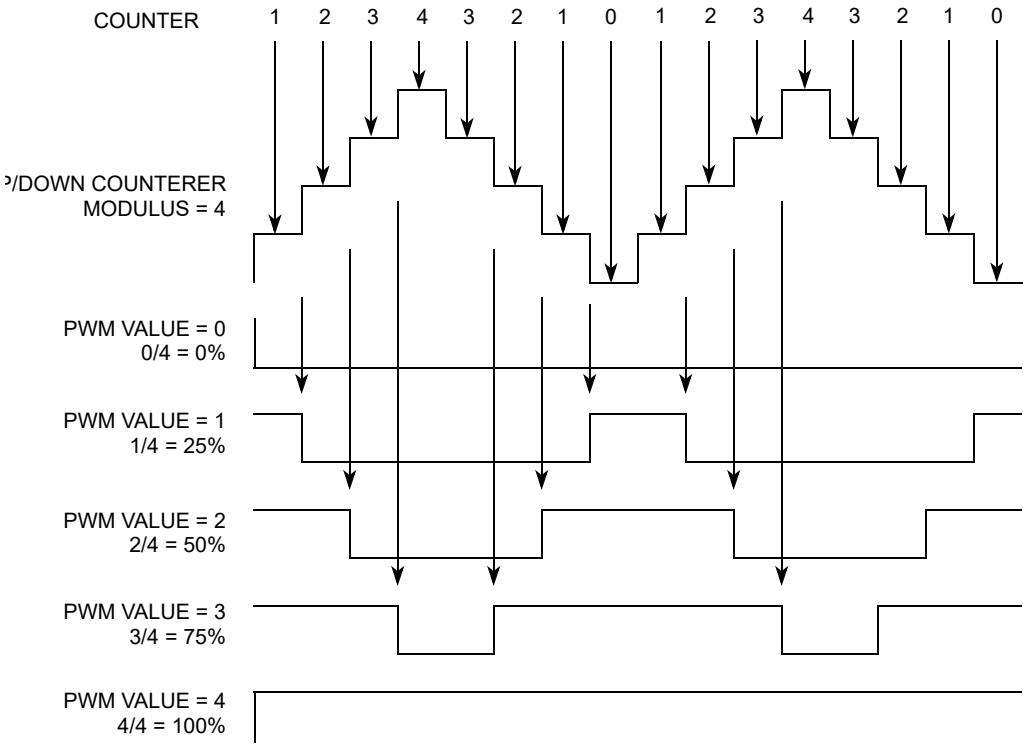 COUNTER 1 2 3 4 3 2 1 0 1 2 3 4 3 2 1 0
P/DOWN COUNTERER
MODULUS = 4
PWM VALUE = 0
0/4 = 0%
PWM VALUE = 1
1/4 = 25%
PWM VALUE = 2
2/4 = 50%
PWM VALUE = 3
3/4 = 75%
PWM VALUE = 4
4/4 = 100%